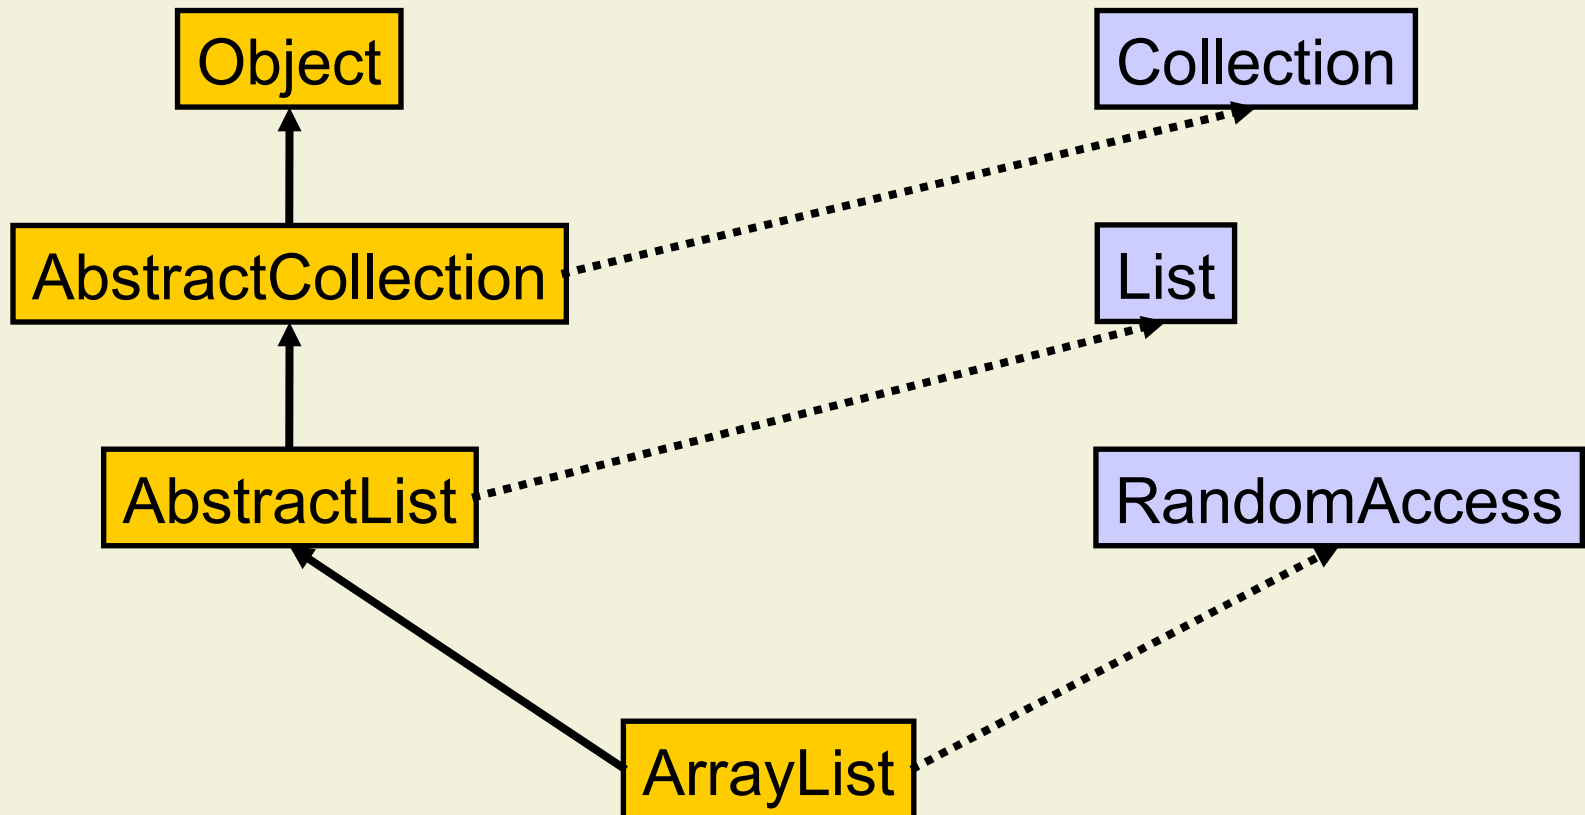 Object
Collection
AbstractCollection
List
AbstractList
RandomAccess
ArrayList